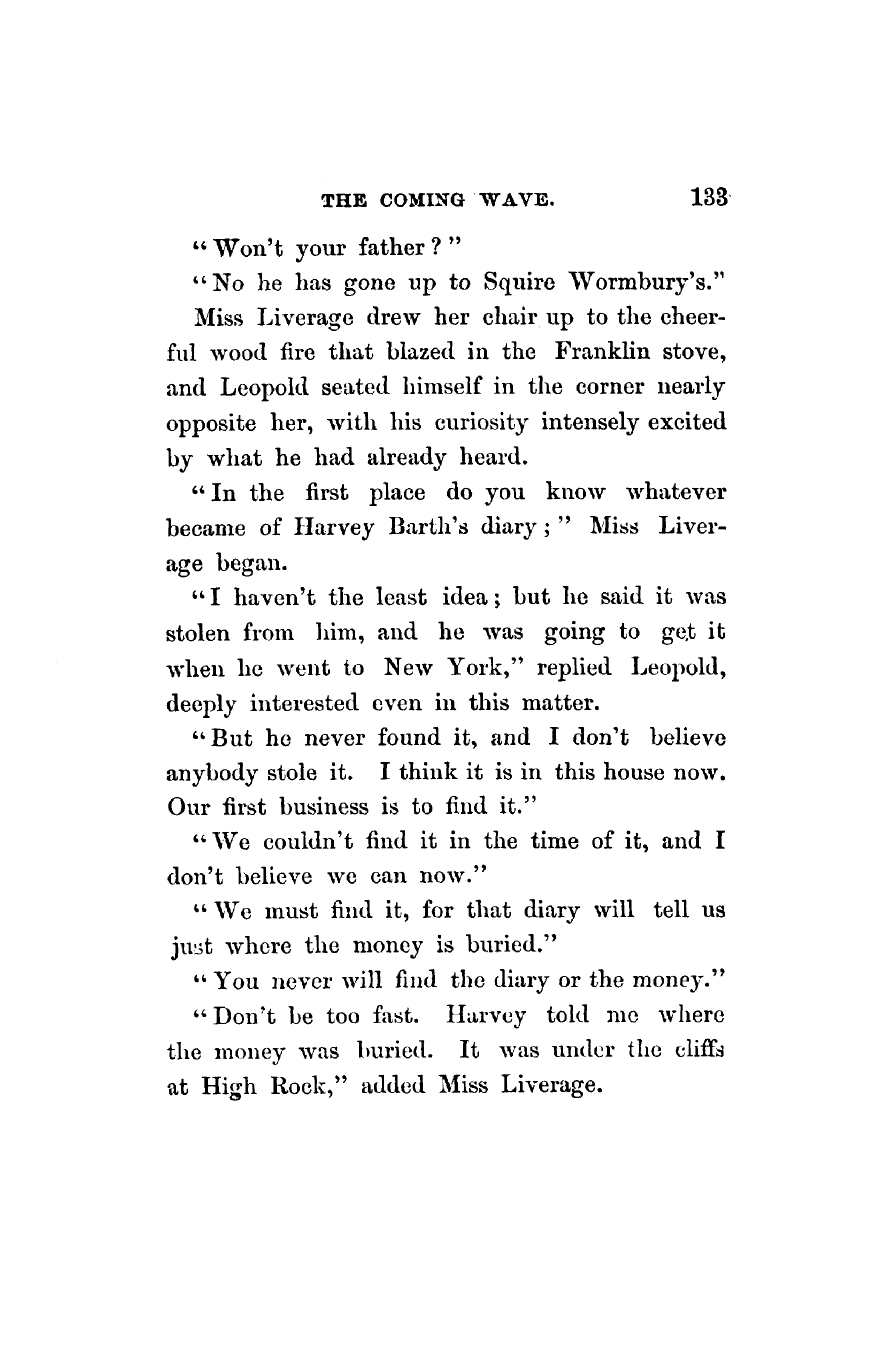 THE COMING WAVE. 133
“Won’t your father?”
“No he has gone up to Squire Wormbury’s.”
Miss Liverage drew her chair up to the cheer-
ful wood fire that blazed in the Franklin stove,
and Leopold seated himself in the corner nearly
opposite her, with his curiosity intensely excited
by what he had already heard.
“In the first place do you know whatever
became of Harvey Barth’s diary;” Miss Liver-
age began.
“I haven’t the least idea; but he said it was
stolen from him, and he was going to get it
when he went to New York,” replied Leopold,
deeply interested even in this matter.
“But he never found it, and I don’t believe
anybody stole it. I think it is in this house now.
Our first business is to find it.”
“We couldn’t find it in the time of it, and I
don’t believe we can now.”
“We must find it, for that diary will tell us
just where the money is buried.”
“You never will find the diary or the money.”
“Don’t be too fast. Harvey told me where
the money was buried. It was under the cliffs
at High Rock,” added Miss Liverage.